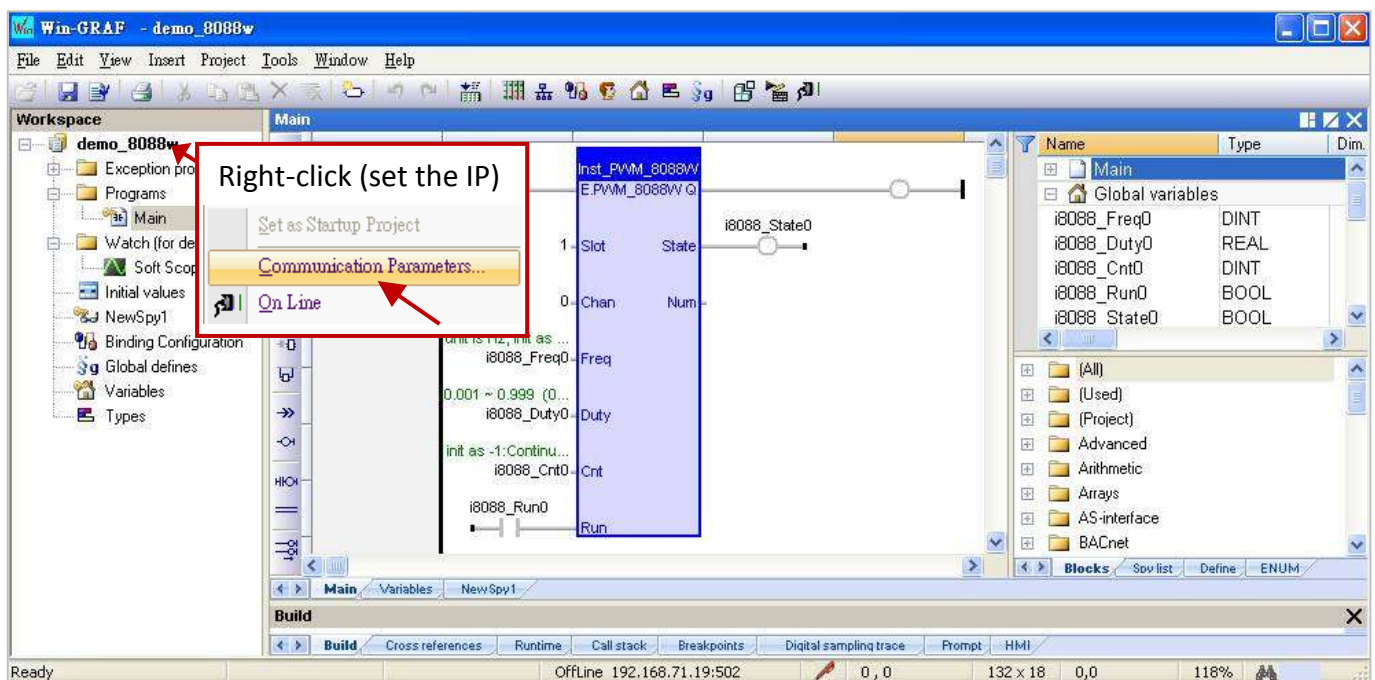 Win-GRAF - demo_8088w
File Edit View Insert Project Tools Window Help
Workspace
demo_8088w
Exception pro
Programs
Main
Watch (for de
Soft Scop
Initial values
NewSpy1
Binding Configuration
Global defines
Variables
Types
Right-click (set the IP)
Set as Startup Project
Communication Parameters...
On Line
Main
Inst_PWM_8088W
E.PWM_8088W Q
i8088_State0
1 Slot State
0 Chan Num
unit is Hz, init as ...
i8088_Freq0 Freq
0.001 ~ 0.999 (0...
i8088_Duty0 Duty
init as -1:Continu...
i8088_Cnt0 Cnt
i8088_Run0
Run
Main Variables NewSpy1
Name Type Dim.
Main
Global variables
i8088_Freq0 DINT
i8088_Duty0 REAL
i8088_Cnt0 DINT
i8088_Run0 BOOL
i8088_State0 BOOL
(All)
(Used)
(Project)
Advanced
Arithmetic
Arrays
AS-interface
BACnet
Blocks Spy list Define ENUM
Build
Build Cross references Runtime Call stack Breakpoints Digital sampling trace Prompt HMI
Ready OffLine 192.168.71.19:502 0 , 0 132 x 18 0,0 118%